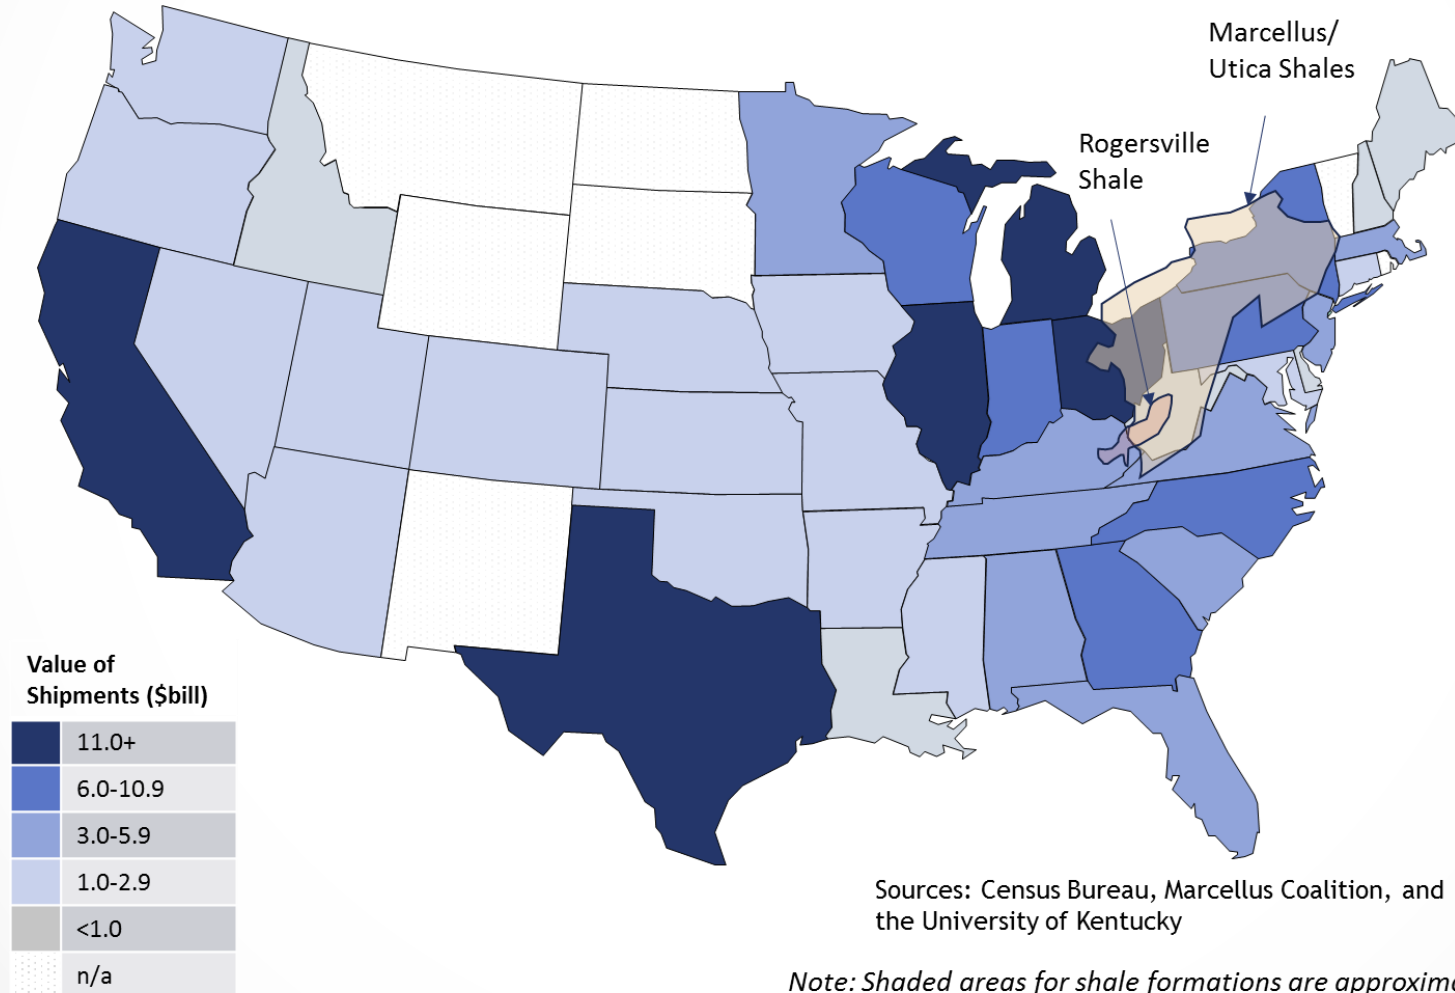 Marcellus/
Utica Shales
Rogersville
Shale
Value of
Shipments ($bill)
11.0+
6.0-10.9
3.0-5.9
1.0-2.9
<1.0
n/a
Sources: Census Bureau, Marcellus Coalition, and
the University of Kentucky
Note: Shaded areas for shale formations are approxim